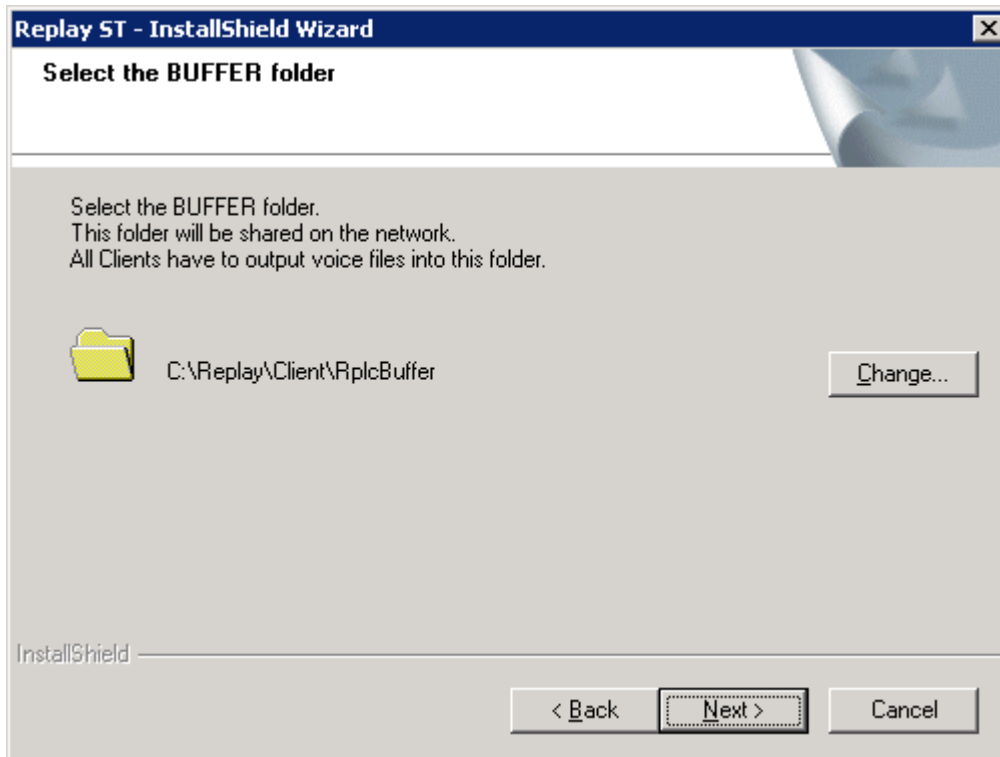 Replay ST - InstallShield Wizard
Select the BUFFER folder
Select the BUFFER folder.
This folder will be shared on the network.
All Clients have to output voice files into this folder.
C:\Replay\Client\RplcBuffer
Change...
InstallShield
< Back
Next >
Cancel